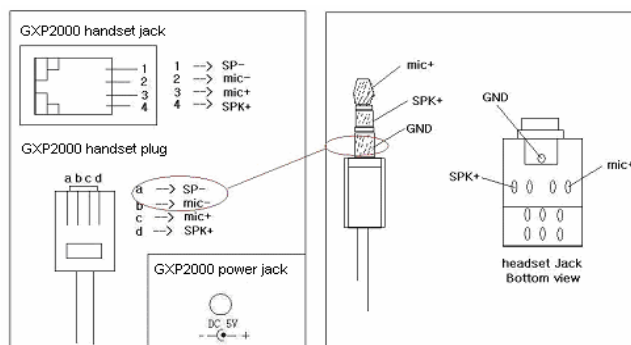 GXP2000 handset jack
1 1 --> SP-
2 2 --> mic-
3 3 --> mic+
4 4 --> SPK+
GXP2000 handset plug
a b c d
a --> SP-
b --> mic-
c --> mic+
d --> SPK+
GXP2000 power jack
DC 5V
- +
mic+
SPK+
GND
GND
SPK+
mic+
headset Jack
Bottom view